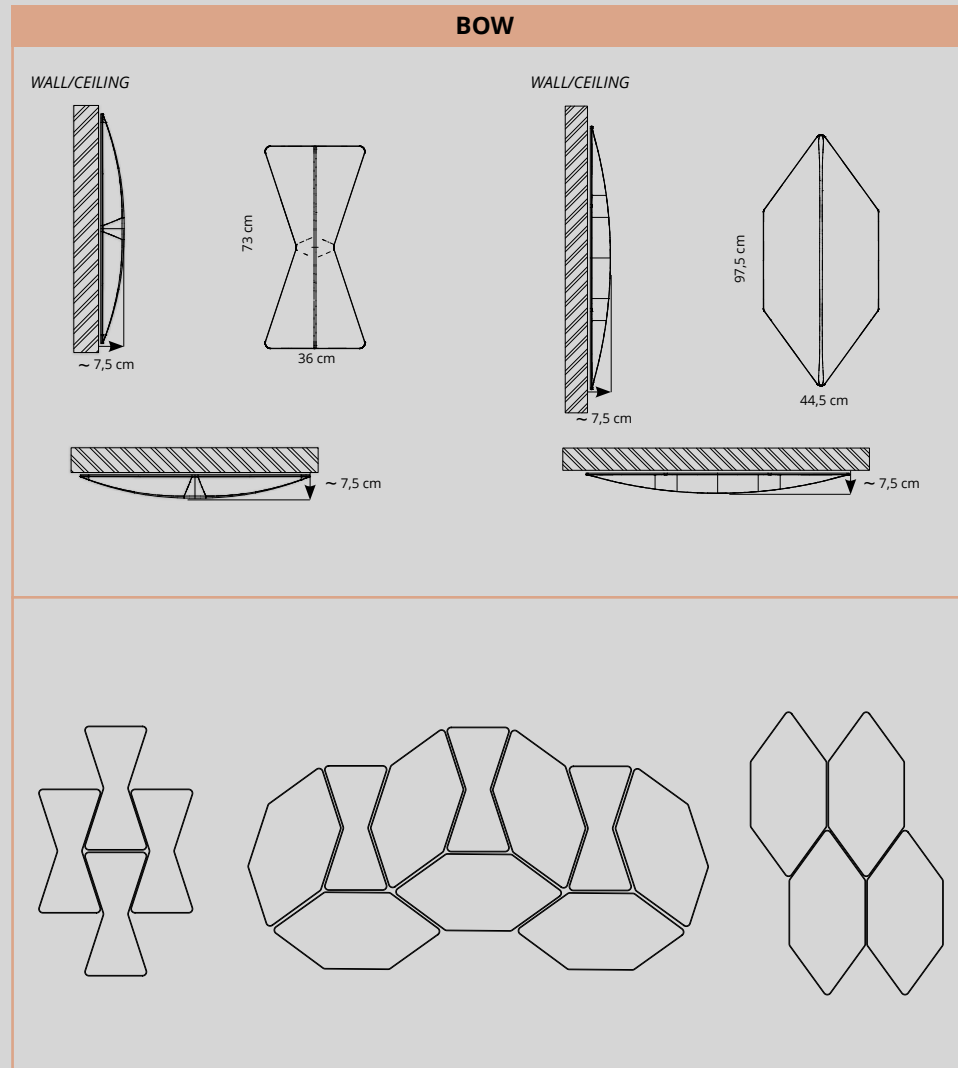 BOW
WALL/CEILING
73 cm
36 cm
~ 7,5 cm
~ 7,5 cm
WALL/CEILING
97,5 cm
44,5 cm
~ 7,5 cm
~ 7,5 cm